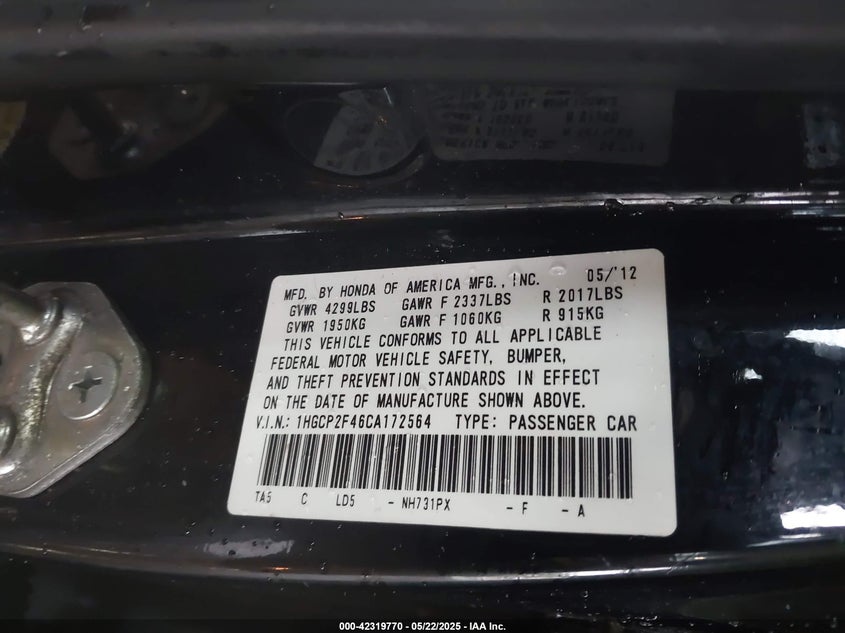 MFD. BY HONDA OF AMERICA MFG., INC. 05/'12
GVWR 4299LBS GAWR F 2337LBS R 2017LBS
GVWR 1950KG GAWR F 1060KG R 915KG
THIS VEHICLE CONFORMS TO ALL APPLICABLE
FEDERAL MOTOR VEHICLE SAFETY, BUMPER,
AND THEFT PREVENTION STANDARDS IN EFFECT
ON THE DATE OF MANUFACTURE SHOWN ABOVE.
V.I.N.: 1HGCP2F46CA172564 TYPE: PASSENGER CAR
TA5 C LD5 - NH731PX - F - A
000-42319770 - 05/22/2025 - IAA Inc.